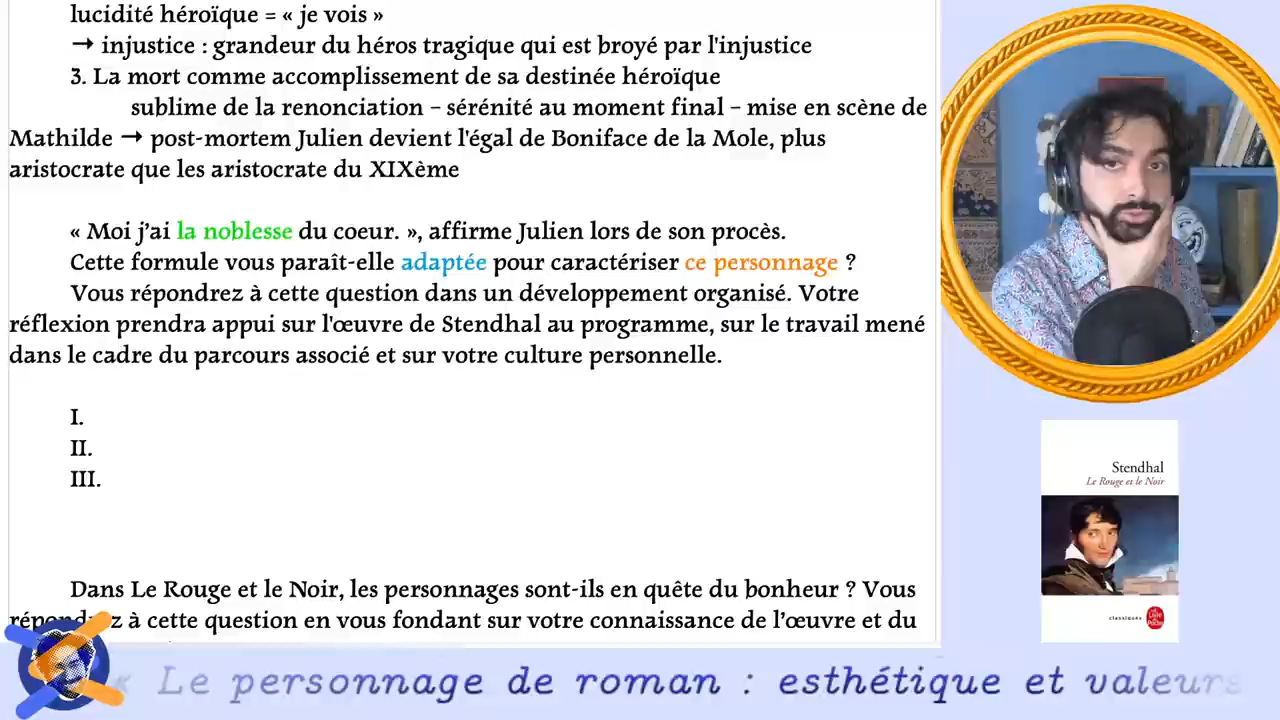 lucidité héroïque = « je vois »
→ injustice : grandeur du héros tragique qui est broyé par l'injustice
3. La mort comme accomplissement de sa destinée héroïque
sublime de la renonciation – sérénité au moment final – mise en scène de
Mathilde → post-mortem Julien devient l'égal de Boniface de la Mole, plus
aristocrate que les aristocrate du XIXème
« Moi j'ai la noblesse du coeur. », affirme Julien lors de son procès.
Cette formule vous paraît-elle adaptée pour caractériser ce personnage ?
Vous répondrez à cette question dans un développement organisé. Votre
réflexion prendra appui sur l'œuvre de Stendhal au programme, sur le travail mené
dans le cadre du parcours associé et sur votre culture personnelle.
I.
II.
III.
Dans Le Rouge et le Noir, les personnages sont-ils en quête du bonheur ? Vous
répondrez à cette question en vous fondant sur votre connaissance de l'œuvre et du
Stendhal
Le Rouge et le Noir
classiques
Le Livre de Poche
« Le personnage de roman : esthétique et valeurs